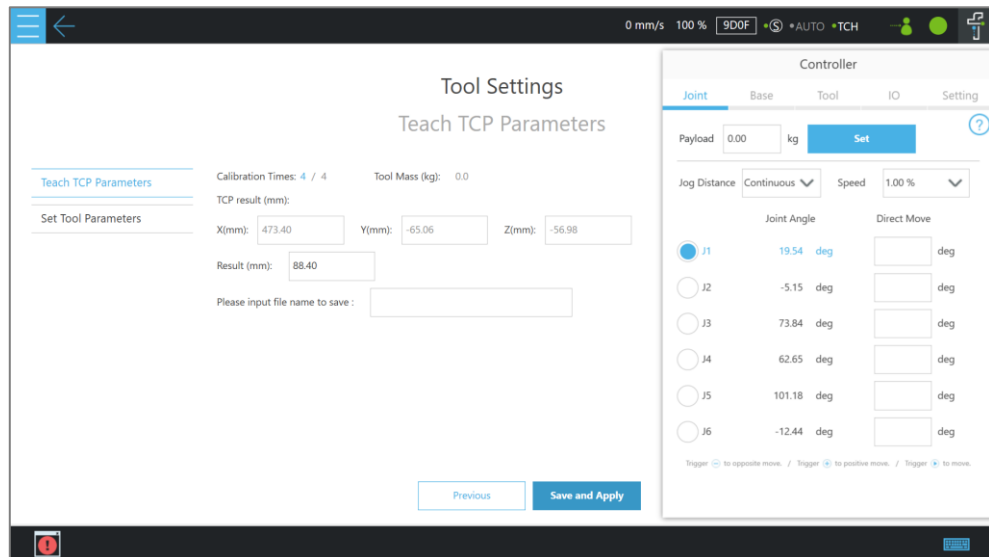 0 mm/s 100 % 9D0F S AUTO TCH
Tool Settings
Teach TCP Parameters
Teach TCP Parameters
Set Tool Parameters
Calibration Times: 4 / 4 Tool Mass (kg): 0.0
TCP result (mm):
X(mm): 473.40 Y(mm): -65.06 Z(mm): -56.98
Result (mm): 88.40
Please input file name to save :
Previous Save and Apply
Controller
Joint Base Tool IO Setting
?
Payload 0.00 kg Set
Jog Distance Continuous Speed 1.00 %
Joint Angle Direct Move
J1 19.54 deg deg
J2 -5.15 deg deg
J3 73.84 deg deg
J4 62.65 deg deg
J5 101.18 deg deg
J6 -12.44 deg deg
Trigger − to opposite move. / Trigger + to positive move. / Trigger to move.